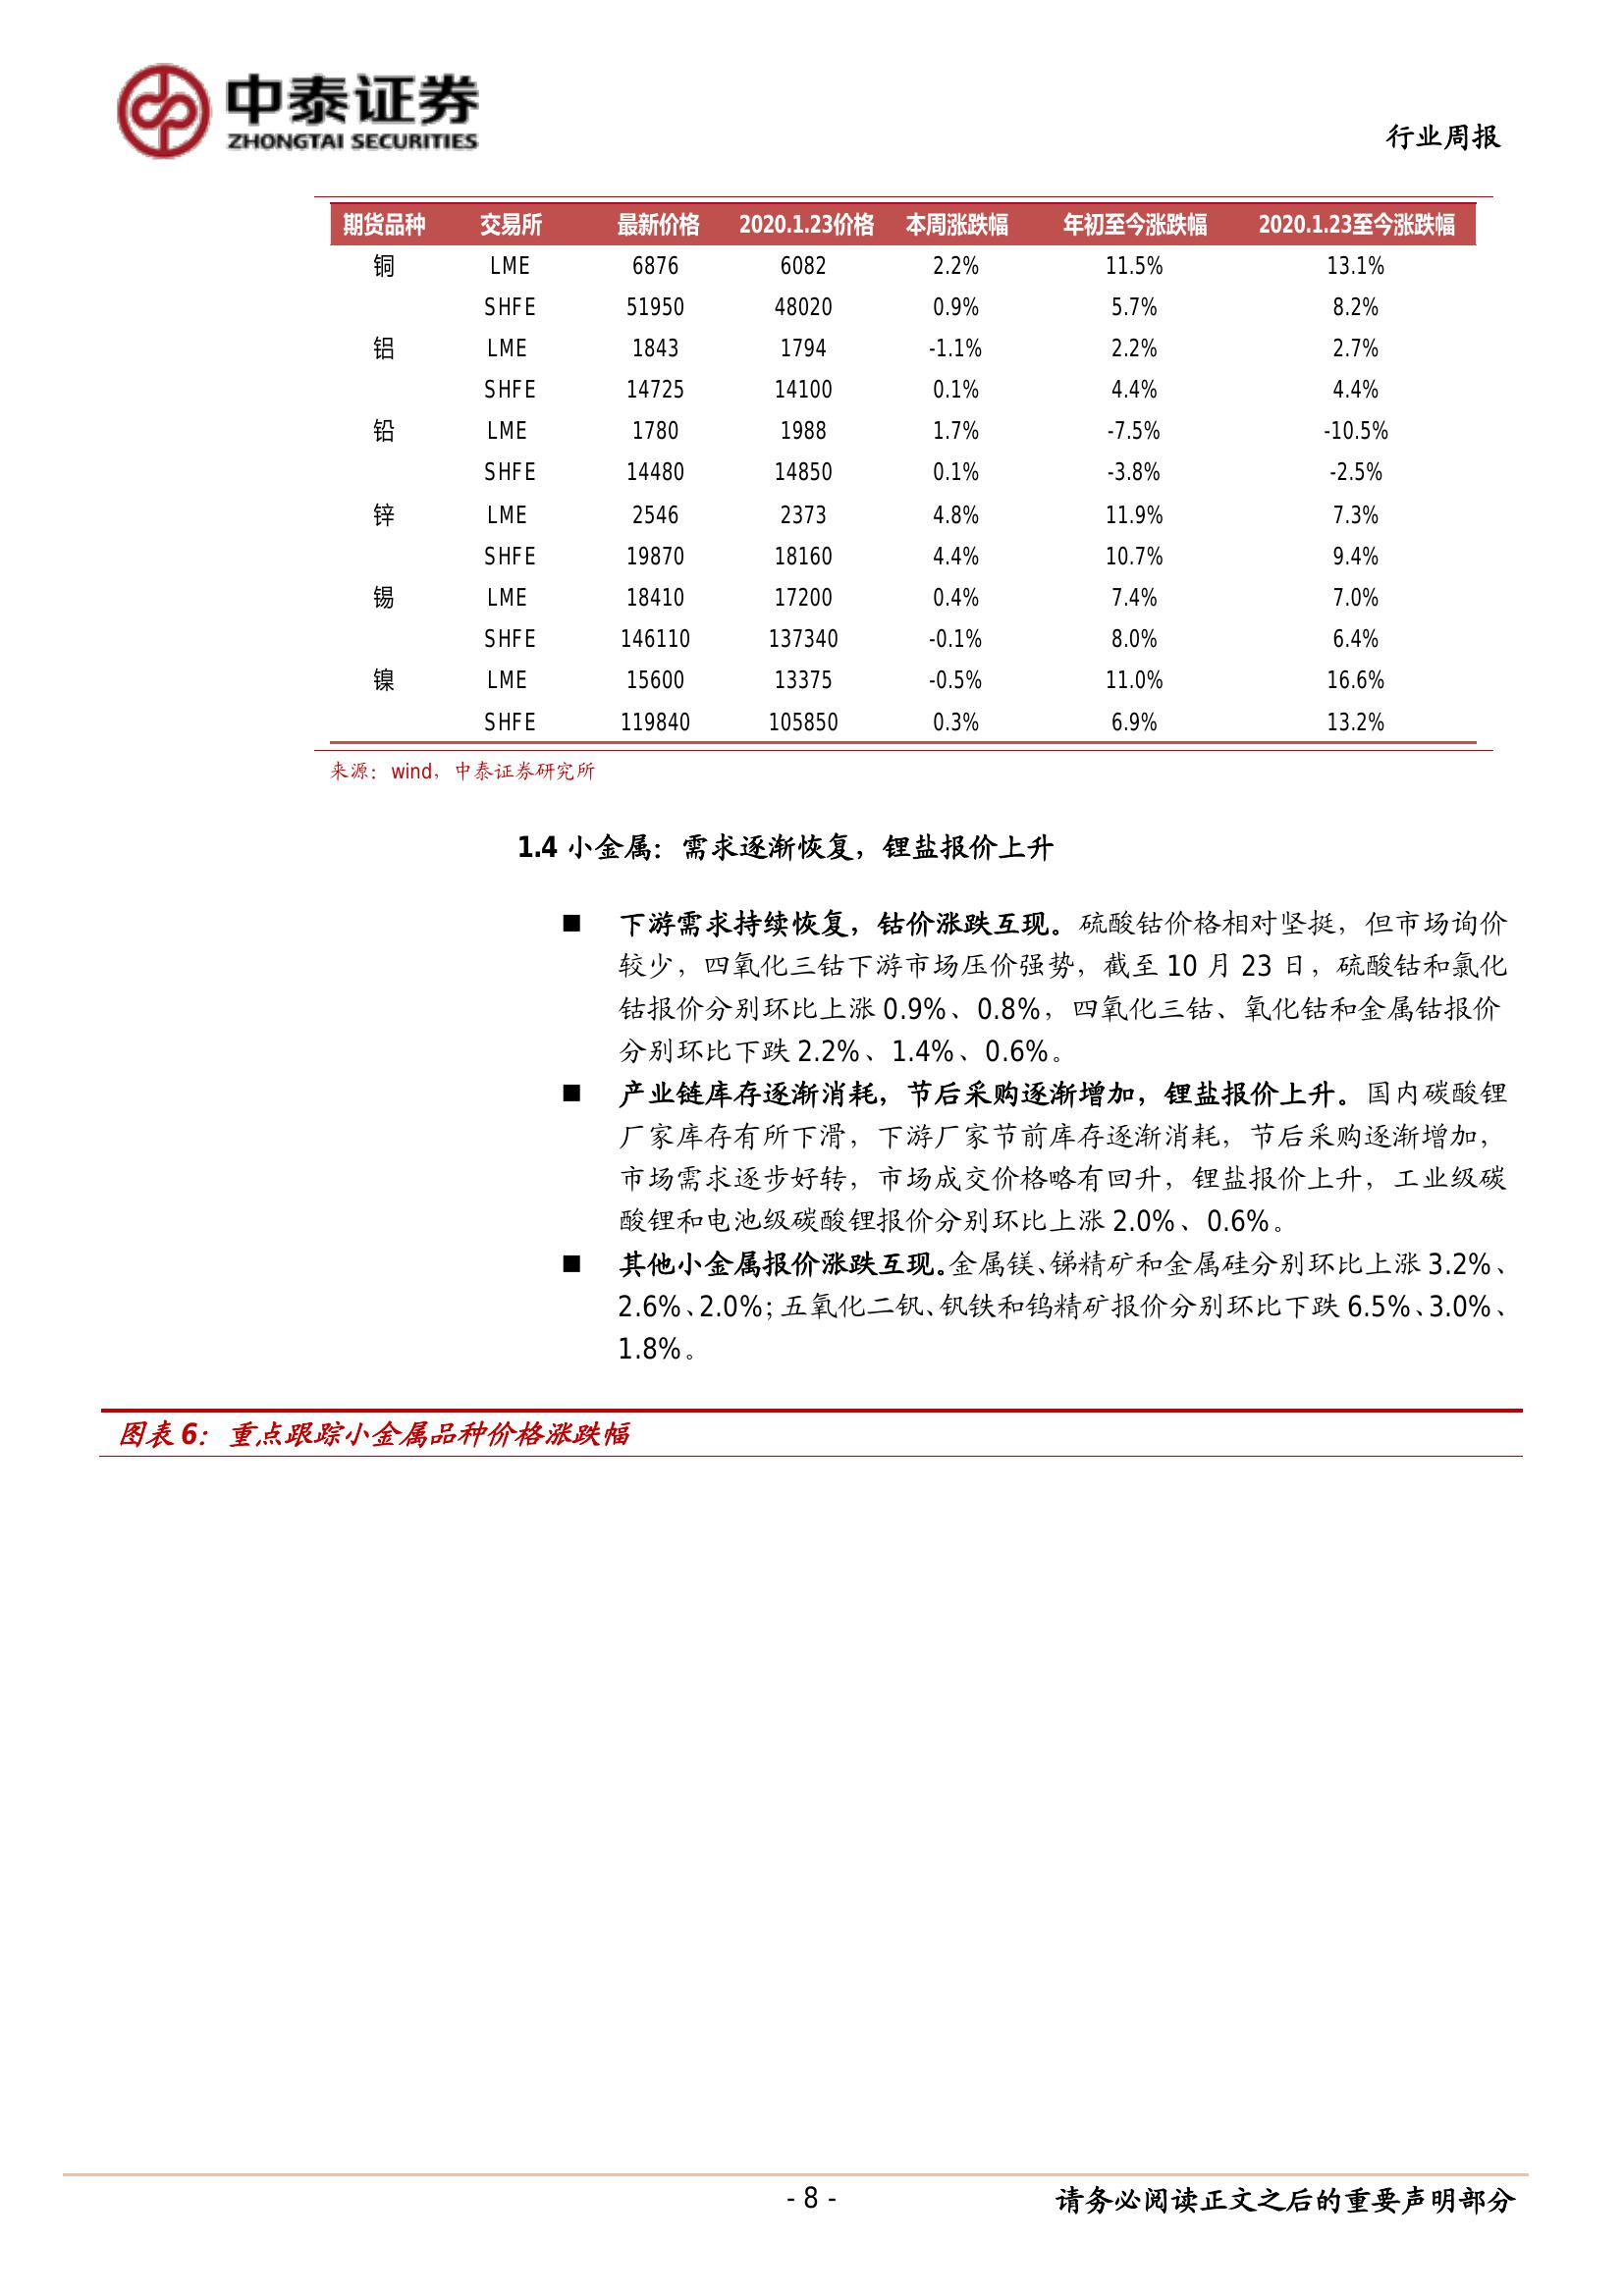 中泰证券
ZHONGTAI SECURITIES
行业周报
期货品种 交易所 最新价格 2020.1.23价格 本周涨跌幅 年初至今涨跌幅 2020.1.23至今涨跌幅
铜 LME 6876 6082 2.2% 11.5% 13.1%
SHFE 51950 48020 0.9% 5.7% 8.2%
铝 LME 1843 1794 -1.1% 2.2% 2.7%
SHFE 14725 14100 0.1% 4.4% 4.4%
铅 LME 1780 1988 1.7% -7.5% -10.5%
SHFE 14480 14850 0.1% -3.8% -2.5%
锌 LME 2546 2373 4.8% 11.9% 7.3%
SHFE 19870 18160 4.4% 10.7% 9.4%
锡 LME 18410 17200 0.4% 7.4% 7.0%
SHFE 146110 137340 -0.1% 8.0% 6.4%
镍 LME 15600 13375 -0.5% 11.0% 16.6%
SHFE 119840 105850 0.3% 6.9% 13.2%
来源：wind，中泰证券研究所
1.4 小金属：需求逐渐恢复，锂盐报价上升
■ 下游需求持续恢复，钴价涨跌互现。硫酸钴价格相对坚挺，但市场询价
较少，四氧化三钴下游市场压价强势，截至 10 月 23 日，硫酸钴和氯化
钴报价分别环比上涨 0.9%、0.8%，四氧化三钴、氧化钴和金属钴报价
分别环比下跌 2.2%、1.4%、0.6%。
■ 产业链库存逐渐消耗，节后采购逐渐增加，锂盐报价上升。国内碳酸锂
厂家库存有所下滑，下游厂家节前库存逐渐消耗，节后采购逐渐增加，
市场需求逐步好转，市场成交价格略有回升，锂盐报价上升，工业级碳
酸锂和电池级碳酸锂报价分别环比上涨 2.0%、0.6%。
■ 其他小金属报价涨跌互现。金属镁、锑精矿和金属硅分别环比上涨 3.2%、
2.6%、2.0%；五氧化二钒、钒铁和钨精矿报价分别环比下跌 6.5%、3.0%、
1.8%。
图表 6：重点跟踪小金属品种价格涨跌幅
- 8 -
请务必阅读正文之后的重要声明部分